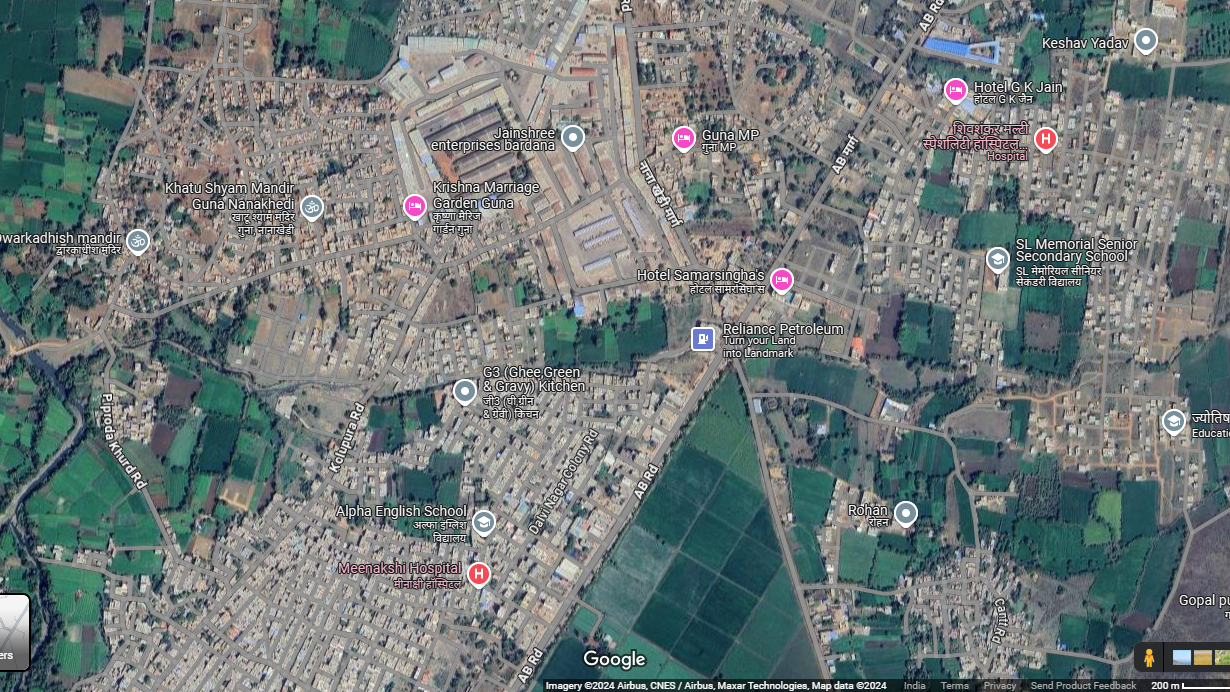 Rd
AB Rd
Keshav Yadav
Hotel G K Jain
होटल G K जैन
शिवशंकर मल्टी
स्पेशलिटी हॉस्पिटल...
Hospital
Jainshree
enterprises bardana
Guna MP
गुना MP
AB मार्ग
नाना खेड़ी मार्ग
Khatu Shyam Mandir
Guna Nanakhedi
खाटू श्याम मंदिर
गुना, नानाखेडी
Krishna Marriage
Garden Guna
कृष्णा मैरिज
गार्डन गुना
Dwarkadhish mandir
द्वारकाधीश मंदिर
SL Memorial Senior
Secondary School
SL मेमोरियल सीनियर
सेकंडरी विद्यालय
Hotel Samarsingha's
Reliance Petroleum
Turn your Land
into Landmark
G3 (Ghee,Green
& Gravy) Kitchen
जी3 (घी,ग्रीन
& ग्रेवी) किचन
Piproda Khurd Rd
Kolupura Rd
Dalvi Nagar Colony Rd
AB Rd
ज्योतिष
Educati
Alpha English School
अल्फा इंग्लिश
विद्यालय
Rohan
रोहन
Meenakshi Hospital
मीनाक्षी हॉस्पिटल
Cantt Rd
Gopal pu
ers
AB Rd
Google
Imagery ©2024 Airbus, CNES / Airbus, Maxar Technologies, Map data ©2024 India Terms Privacy Send Product Feedback 200 m